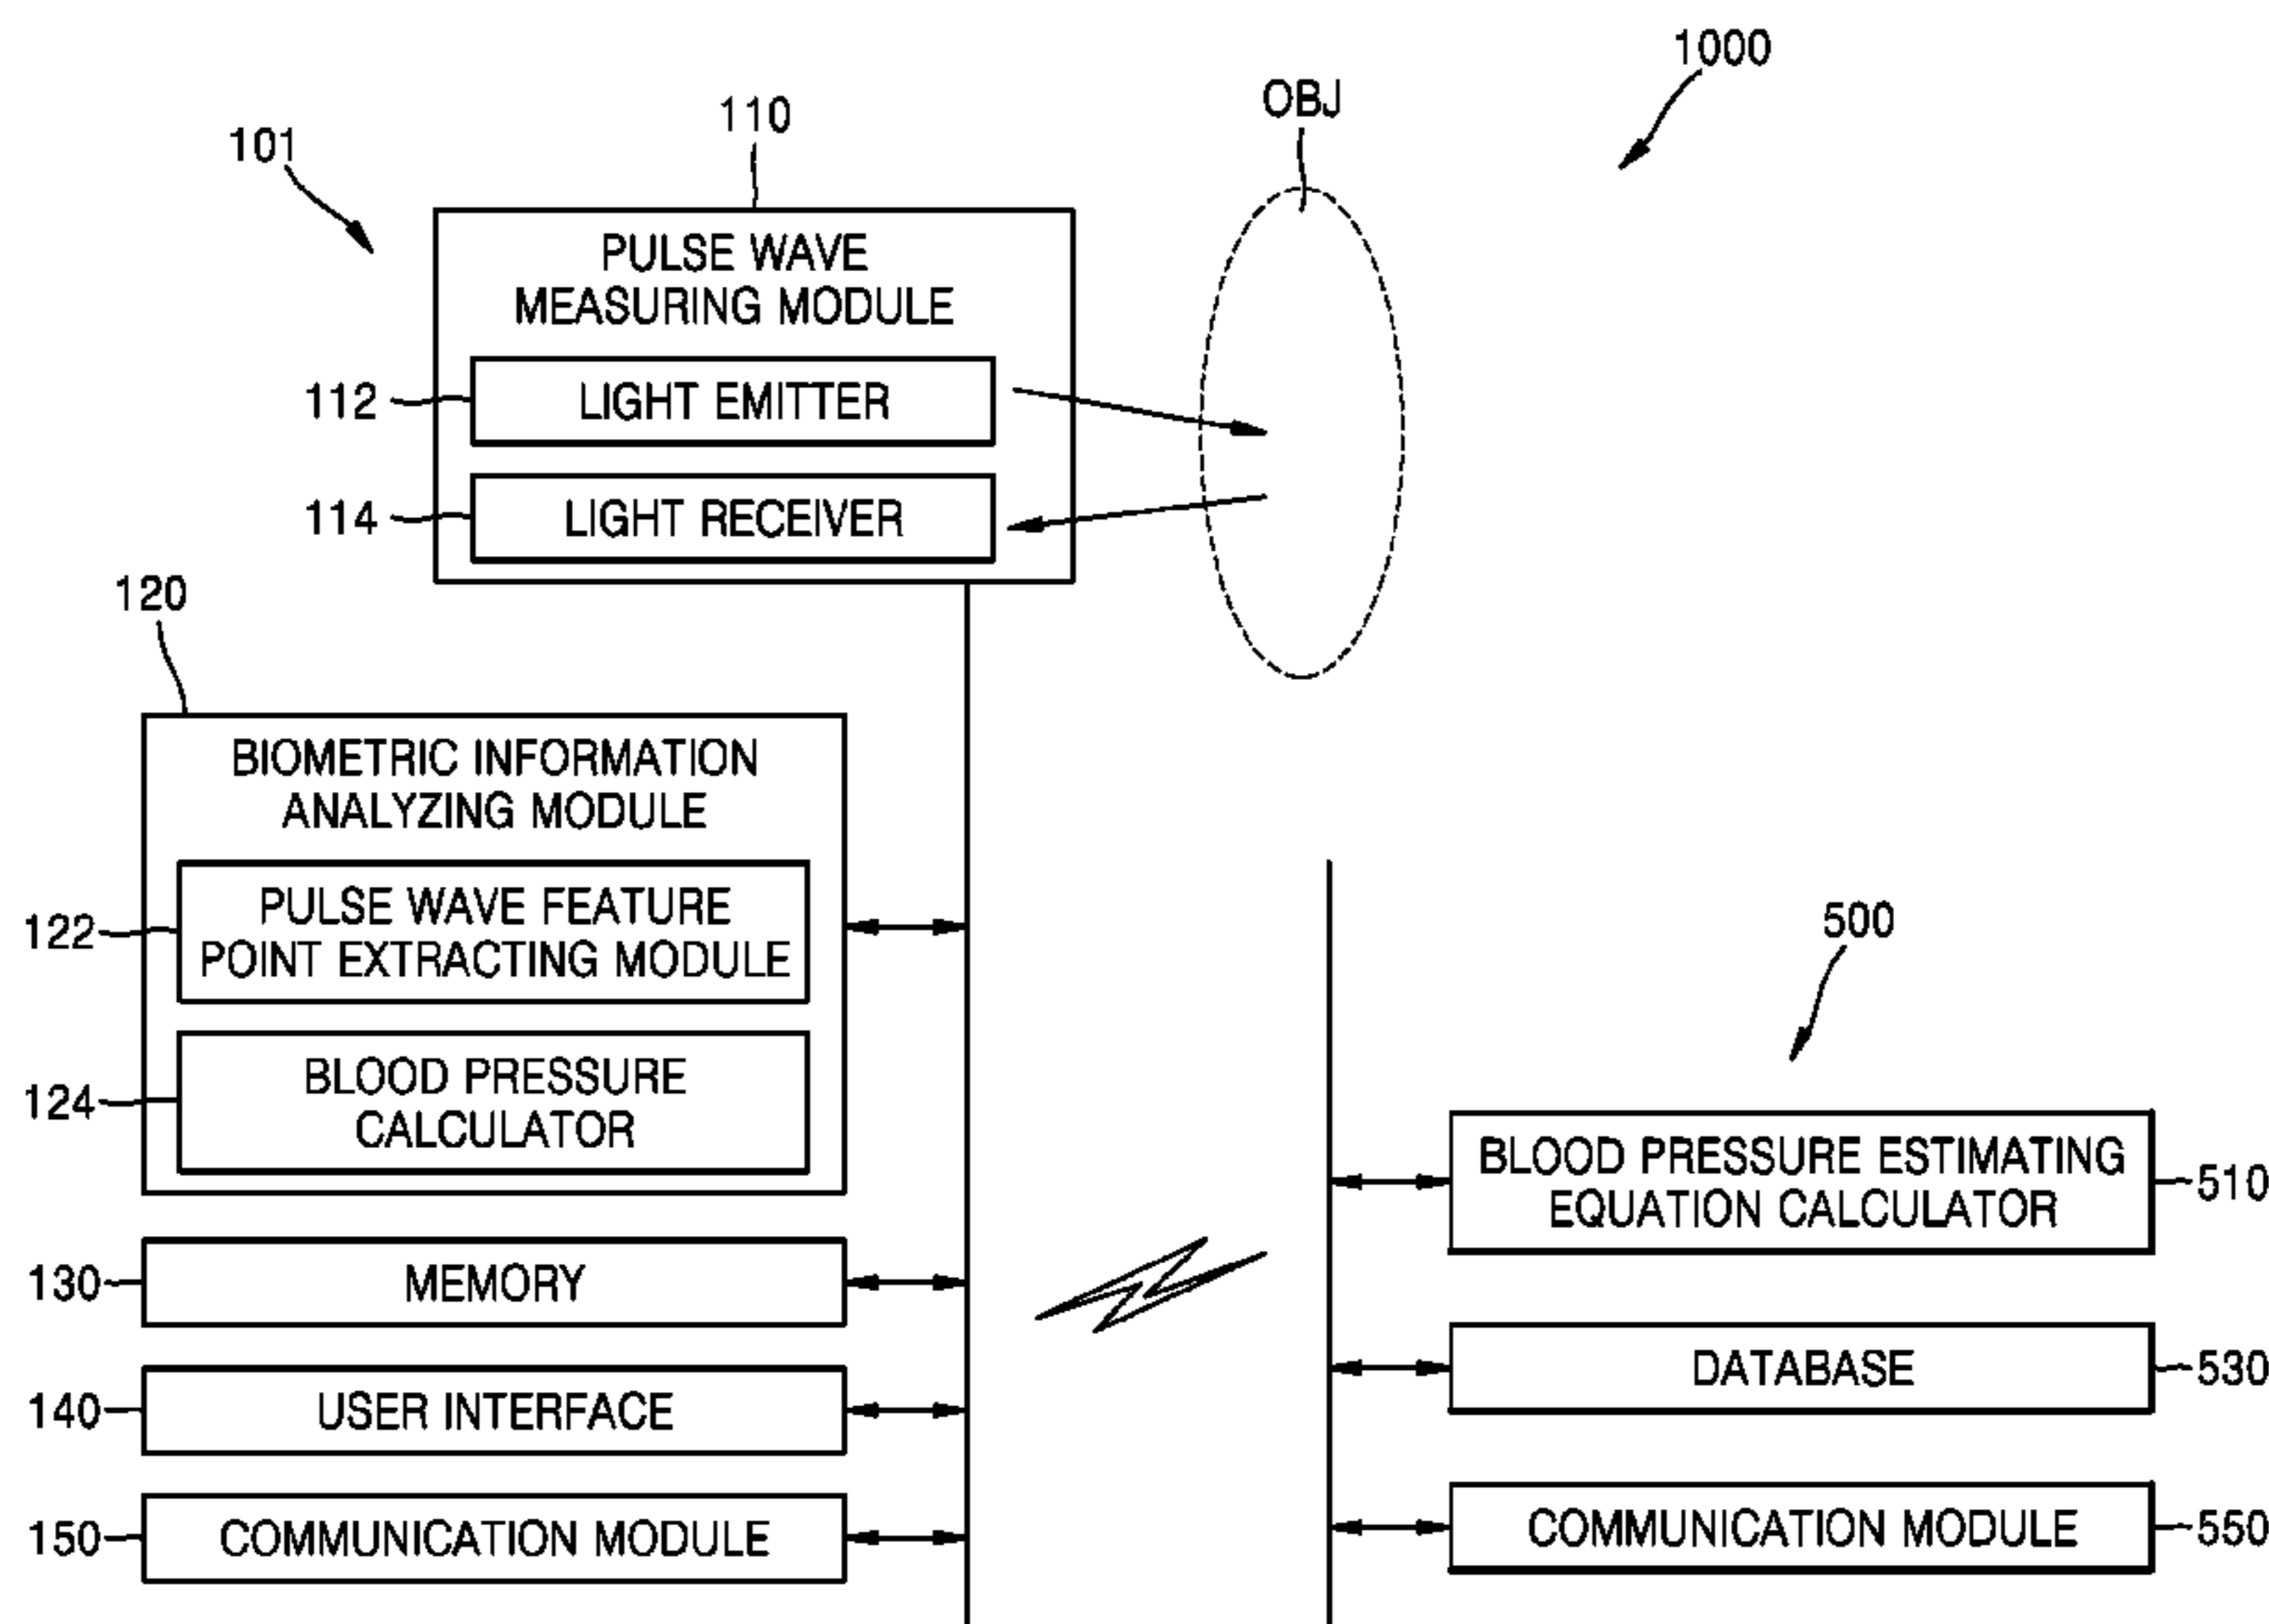 1000
OBJ
110
101
PULSE WAVE
MEASURING MODULE
112
LIGHT EMITTER
114
LIGHT RECEIVER
120
BIOMETRIC INFORMATION
ANALYZING MODULE
122
PULSE WAVE FEATURE
POINT EXTRACTING MODULE
124
BLOOD PRESSURE
CALCULATOR
130
MEMORY
140
USER INTERFACE
150
COMMUNICATION MODULE
500
BLOOD PRESSURE ESTIMATING
EQUATION CALCULATOR
510
DATABASE
530
COMMUNICATION MODULE
550